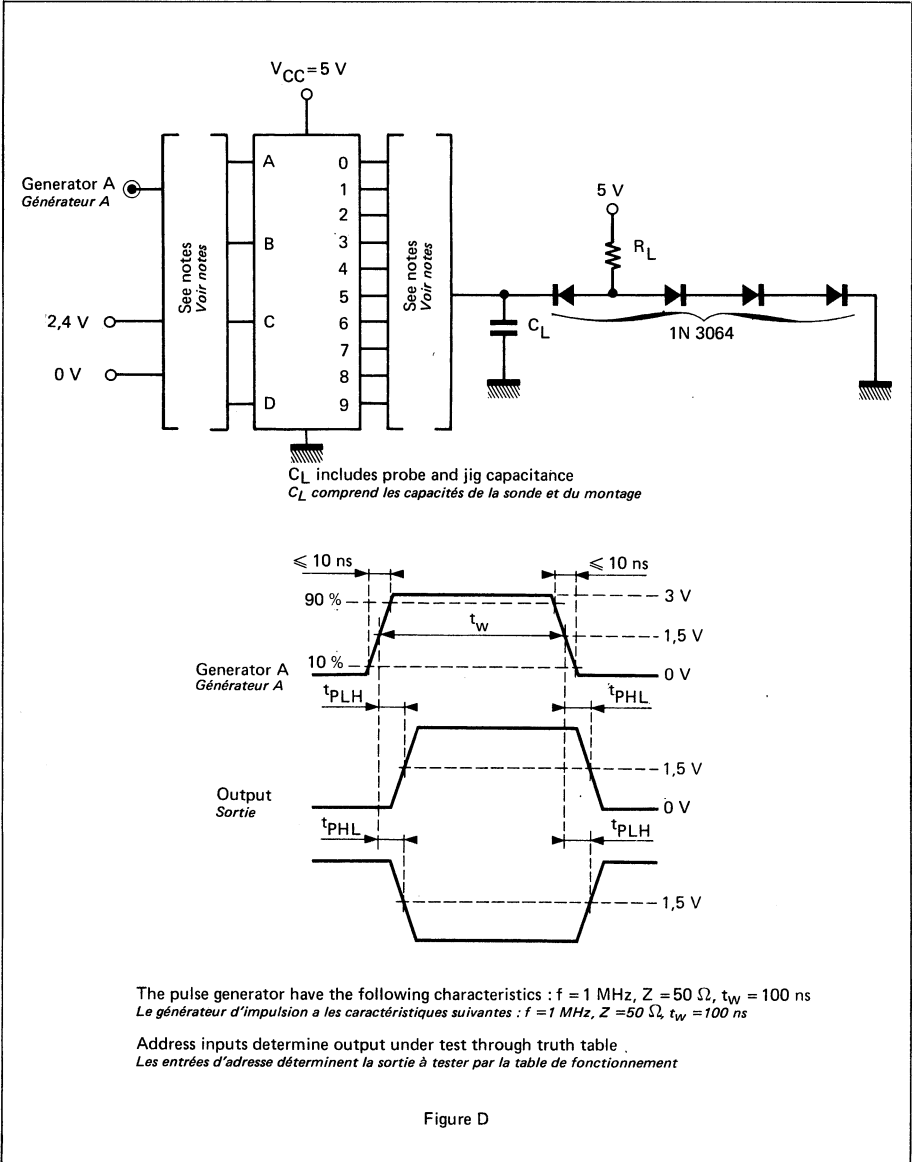 V_CC = 5 V
Generator A
Générateur A
2,4 V
0 V
See notes
Voir notes
A
B
C
D
0
1
2
3
4
5
6
7
8
9
See notes
Voir notes
5 V
R_L
C_L
1N 3064
C_L includes probe and jig capacitance
C_L comprend les capacités de la sonde et du montage
⩽ 10 ns
⩽ 10 ns
90 %
3 V
t_w
1,5 V
10 %
0 V
Generator A
Générateur A
t_PLH
t_PHL
1,5 V
Output
Sortie
0 V
t_PHL
t_PLH
1,5 V
The pulse generator have the following characteristics : f = 1 MHz, Z = 50 Ω, t_w = 100 ns
Le générateur d'impulsion a les caractéristiques suivantes : f = 1 MHz, Z = 50 Ω, t_w = 100 ns
Address inputs determine output under test through truth table .
Les entrées d'adresse déterminent la sortie à tester par la table de fonctionnement
Figure D